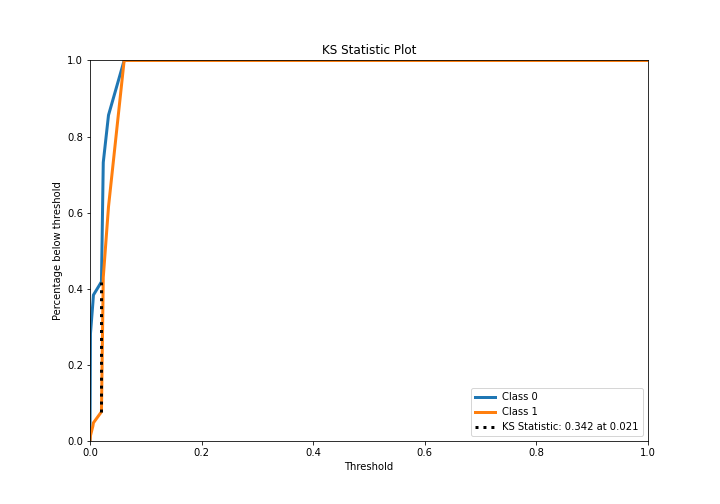 KS Statistic Plot
1.0
0.8
0.6
0.4
0.2
0.0
Percentage below threshold
0.0 0.2 0.4 0.6 0.8 1.0
Threshold
Class 0
Class 1
KS Statistic: 0.342 at 0.021